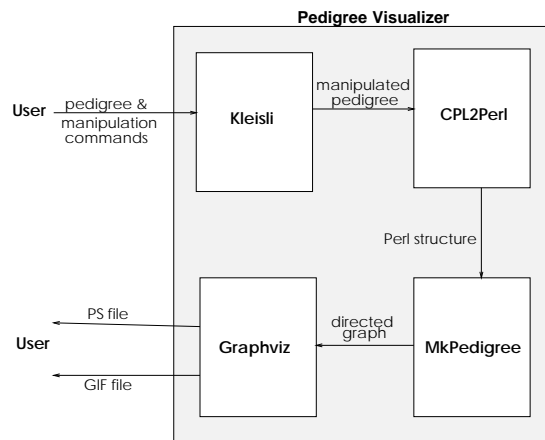 Pedigree Visualizer
User
pedigree &
manipulation
commands
Kleisli
manipulated
pedigree
CPL2Perl
Perl structure
PS file
User
GIF file
Graphviz
directed
graph
MkPedigree